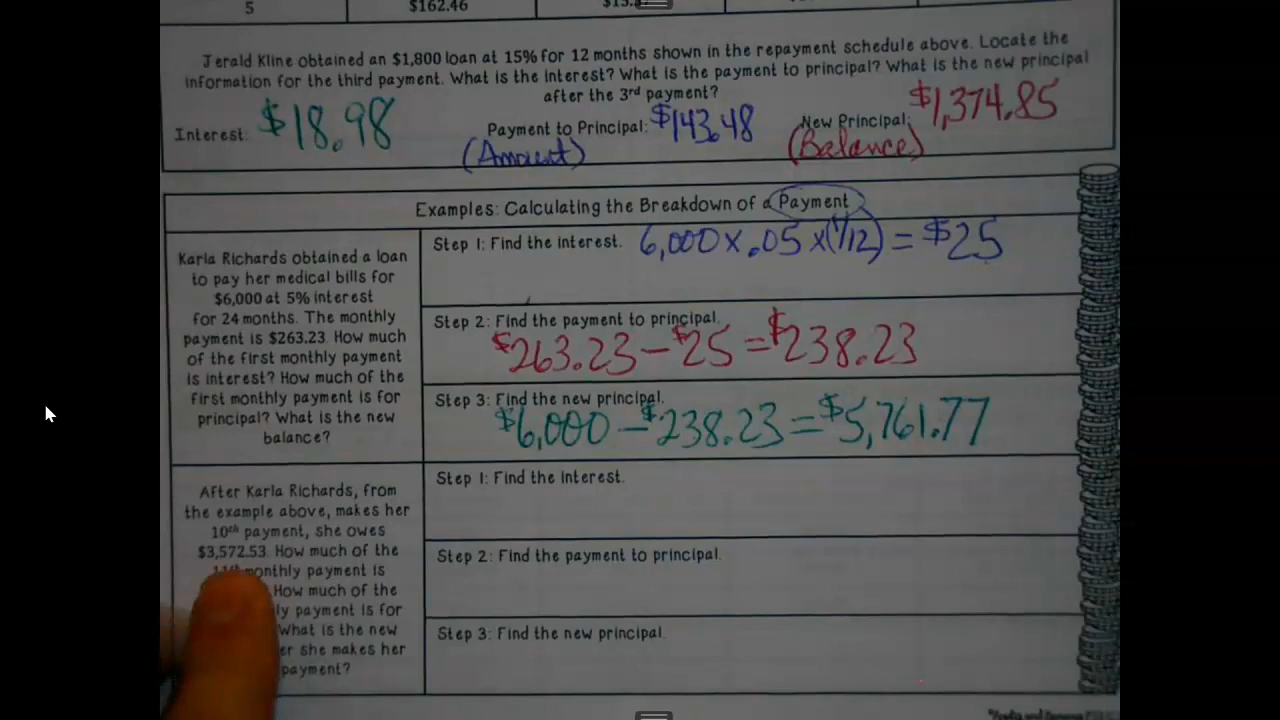 5 $162.46
Jerald Kline obtained an $1,800 loan at 15% for 12 months shown in the repayment schedule above. Locate the
information for the third payment. What is the interest? What is the payment to principal? What is the new principal
after the 3rd payment?
Interest: $18.98 Payment to Principal: $143.48 New Principal: $1,374.85
(Amount) (Balance)
Examples: Calculating the Breakdown of a Payment
Karla Richards obtained a loan
to pay her medical bills for
$6,000 at 5% interest
for 24 months. The monthly
payment is $263.23. How much
of the first monthly payment
is interest? How much of the
first monthly payment is for
principal? What is the new
balance?
Step 1: Find the interest. 6,000 x .05 x (1/12) = $25
Step 2: Find the payment to principal.
$263.23 - $25 = $238.23
Step 3: Find the new principal.
$6,000 - $238.23 = $5,761.77
After Karla Richards, from
the example above, makes her
10th payment, she owes
$3,572.53. How much of the
monthly payment is
How much of the
payment is for
What is the new
she makes her
payment?
Step 1: Find the interest.
Step 2: Find the payment to principal.
Step 3: Find the new principal.